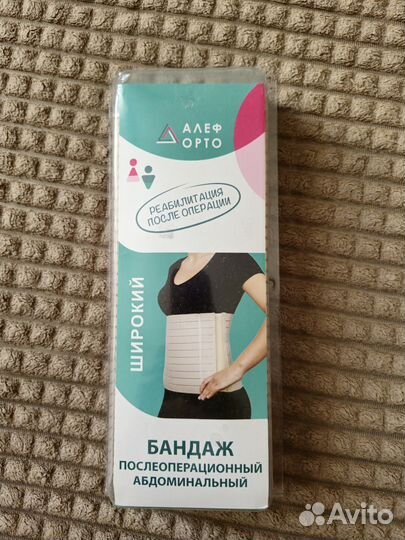 АЛЕФ
ОРТО
РЕАБИЛИТАЦИЯ
ПОСЛЕ ОПЕРАЦИИ
ШИРОКИЙ
БАНДАЖ
ПОСЛЕОПЕРАЦИОННЫЙ
АБДОМИНАЛЬНЫЙ
Avito